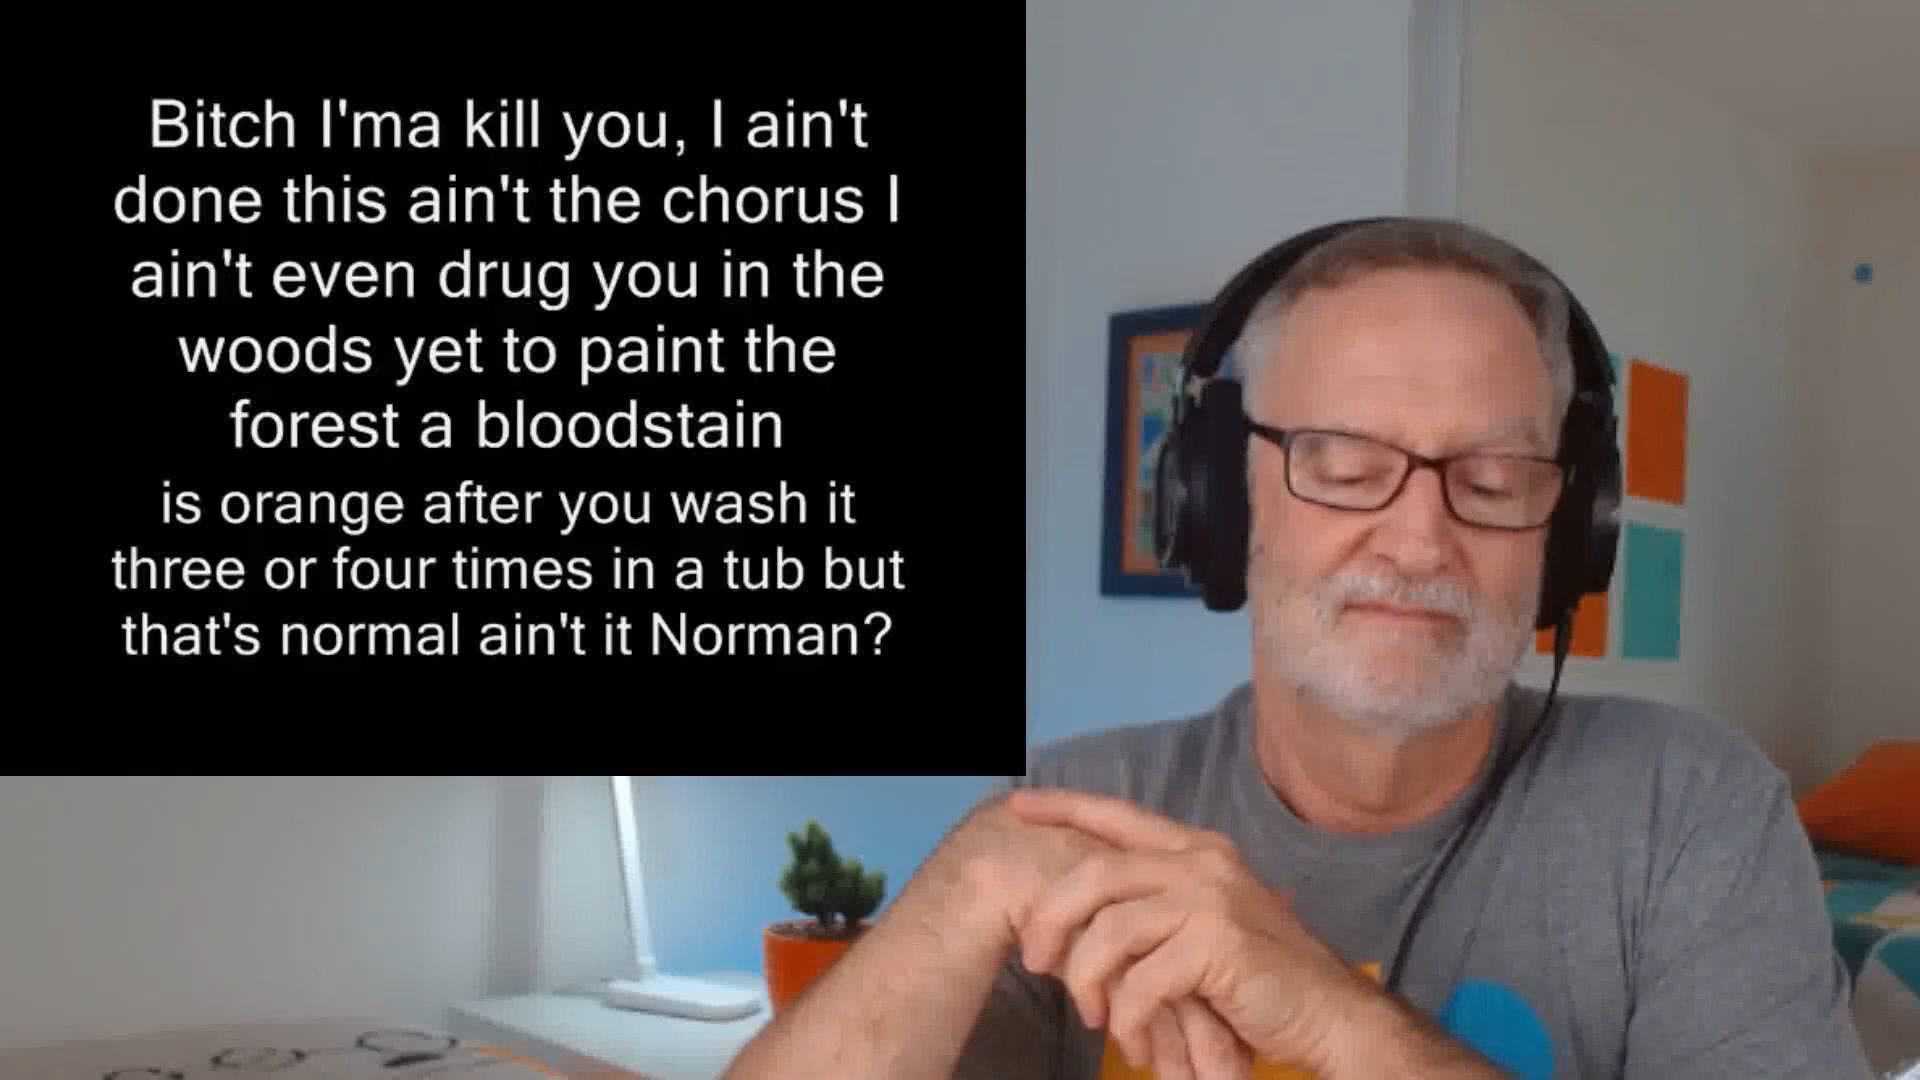 Bitch I'ma kill you, I ain't
done this ain't the chorus I
ain't even drug you in the
woods yet to paint the
forest a bloodstain
is orange after you wash it
three or four times in a tub but
that's normal ain't it Norman?